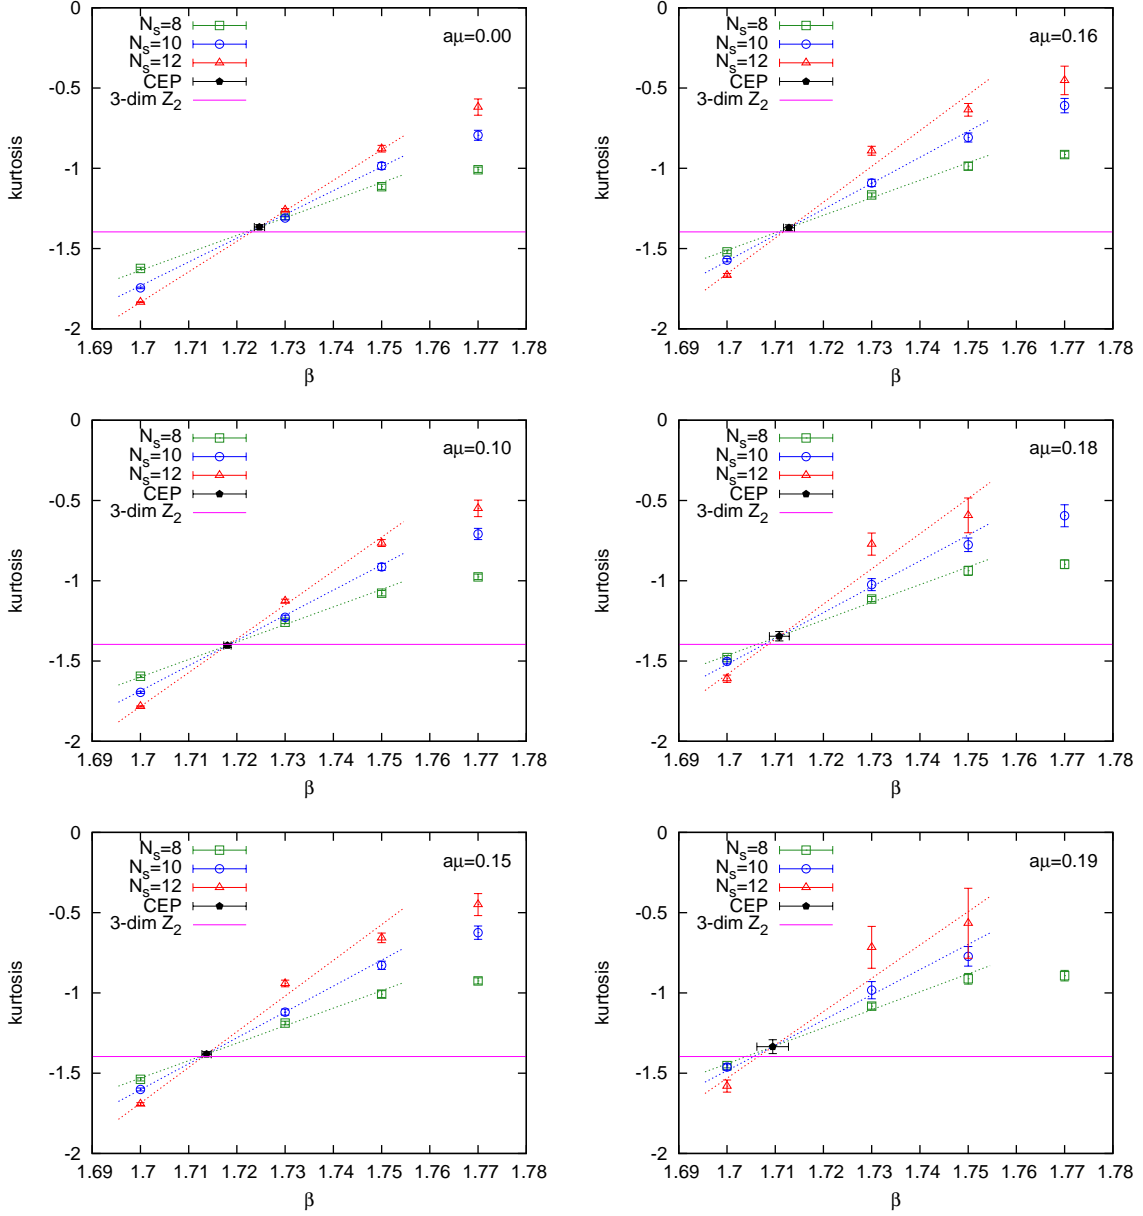 0
-0.5
-1
-1.5
-2
kurtosis
1.69 1.7 1.71 1.72 1.73 1.74 1.75 1.76 1.77 1.78
β
N_s=8
N_s=10
N_s=12
CEP
3-dim Z_2
aμ=0.00
0
-0.5
-1
-1.5
-2
kurtosis
1.69 1.7 1.71 1.72 1.73 1.74 1.75 1.76 1.77 1.78
β
N_s=8
N_s=10
N_s=12
CEP
3-dim Z_2
aμ=0.16
0
-0.5
-1
-1.5
-2
kurtosis
1.69 1.7 1.71 1.72 1.73 1.74 1.75 1.76 1.77 1.78
β
N_s=8
N_s=10
N_s=12
CEP
3-dim Z_2
aμ=0.10
0
-0.5
-1
-1.5
-2
kurtosis
1.69 1.7 1.71 1.72 1.73 1.74 1.75 1.76 1.77 1.78
β
N_s=8
N_s=10
N_s=12
CEP
3-dim Z_2
aμ=0.18
0
-0.5
-1
-1.5
-2
kurtosis
1.69 1.7 1.71 1.72 1.73 1.74 1.75 1.76 1.77 1.78
β
N_s=8
N_s=10
N_s=12
CEP
3-dim Z_2
aμ=0.15
0
-0.5
-1
-1.5
-2
kurtosis
1.69 1.7 1.71 1.72 1.73 1.74 1.75 1.76 1.77 1.78
β
N_s=8
N_s=10
N_s=12
CEP
3-dim Z_2
aμ=0.19